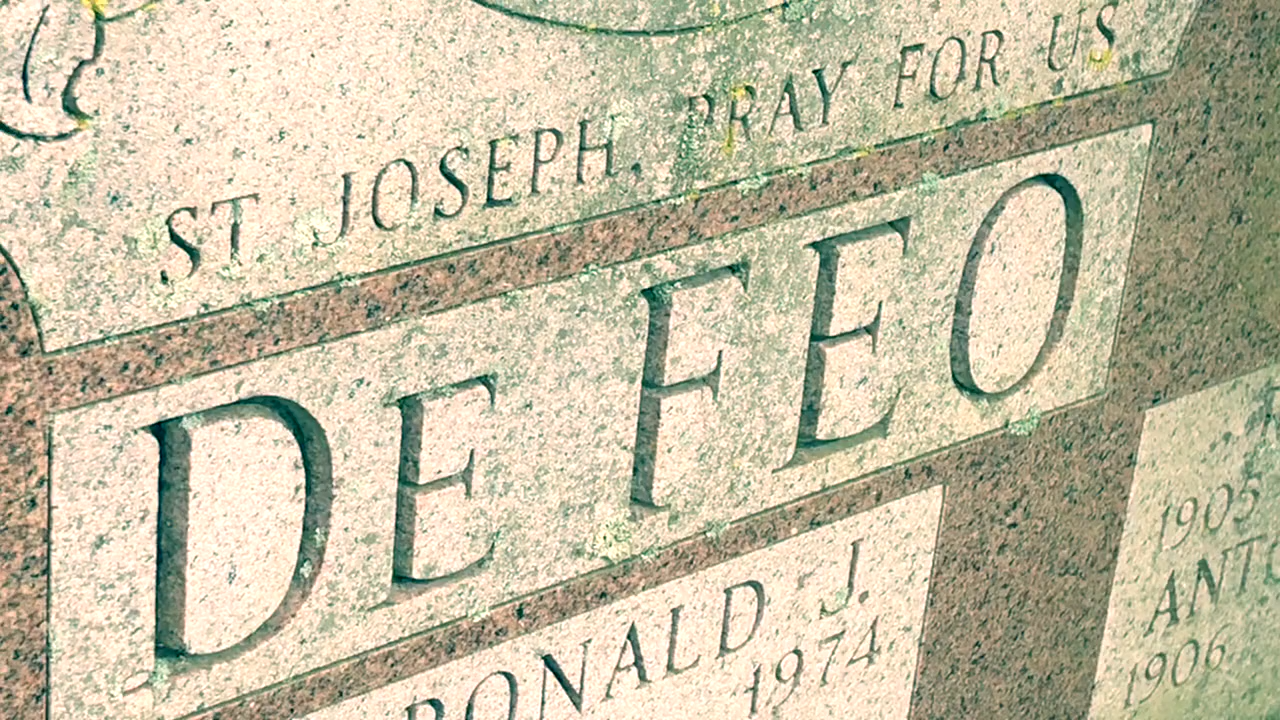 ST JOSEPH, PRAY FOR US
DE FEO
RONALD J.
1974
1905
1906